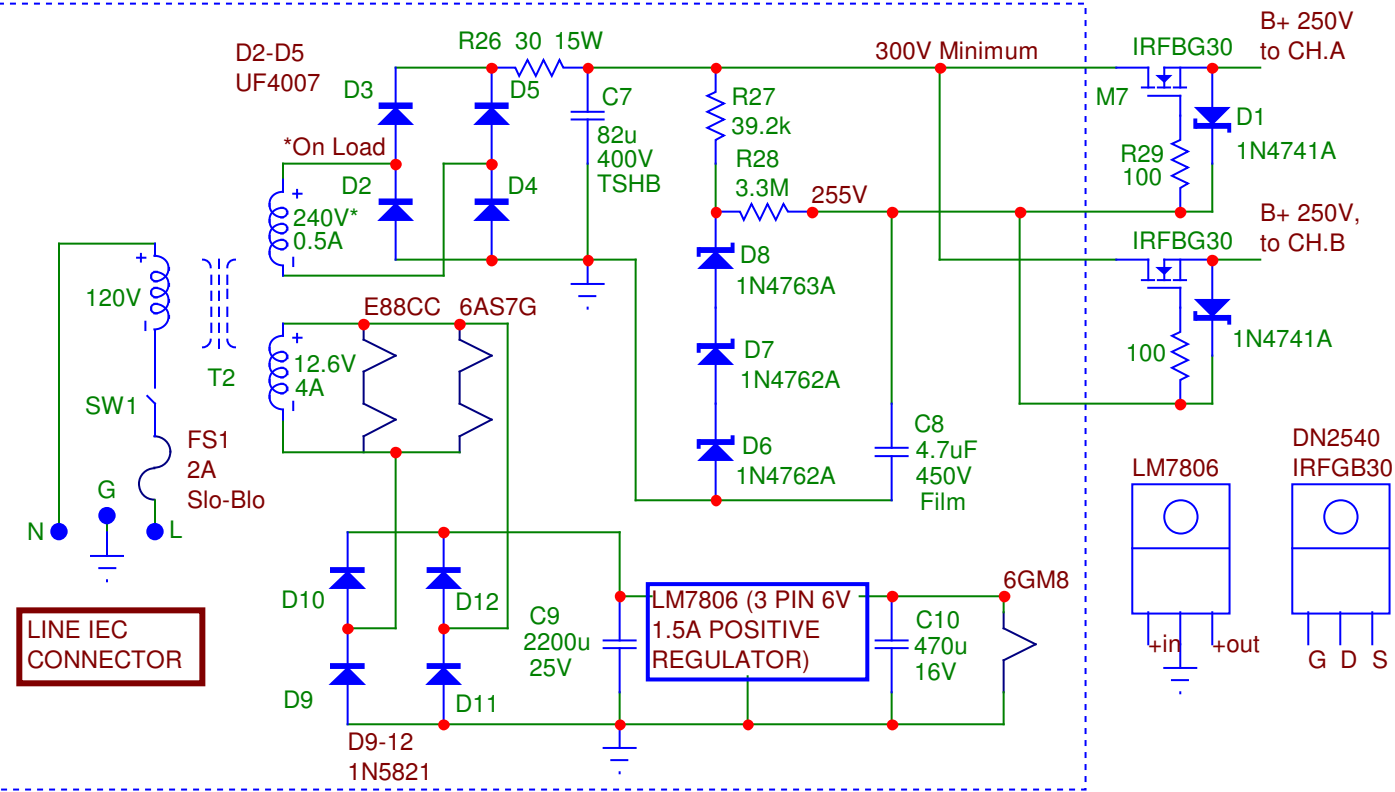 D2-D5
UF4007
R26 30 15W
D3
D5
*On Load
D2
D4
+
240V*
0.5A
C7
82u
400V
TSHB
300V Minimum
R27
39.2k
R28
3.3M
255V
IRFBG30
M7
B+ 250V
to CH.A
D1
1N4741A
R29
100
IRFBG30
B+ 250V,
to CH.B
1N4741A
100
D8
1N4763A
D7
1N4762A
D6
1N4762A
C8
4.7uF
450V
Film
+
120V
T2
SW1
FS1
2A
Slo-Blo
N
G
L
LINE IEC
CONNECTOR
E88CC 6AS7G
+
12.6V
4A
D10
D12
D9
D11
D9-12
1N5821
C9
2200u
25V
LM7806 (3 PIN 6V
1.5A POSITIVE
REGULATOR)
C10
470u
16V
6GM8
LM7806
+in
+out
DN2540
IRFGB30
G D S